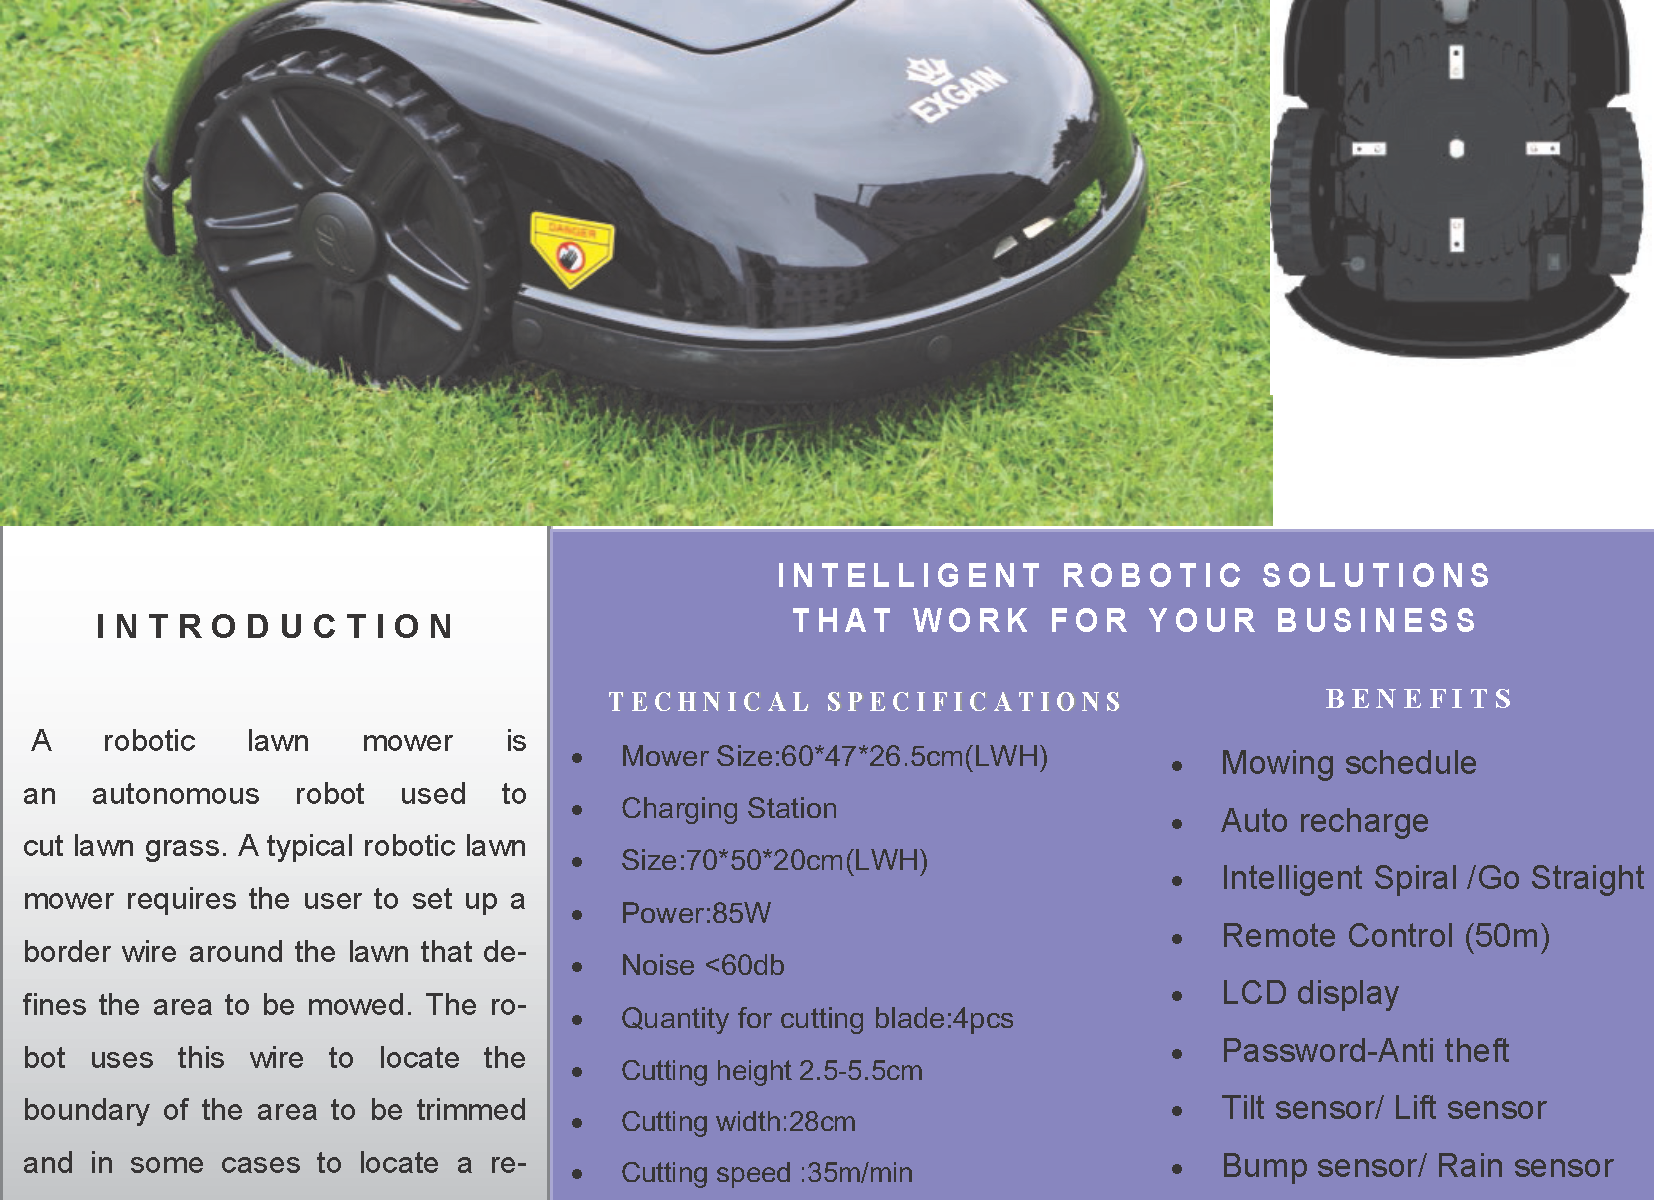 EXGAIN
DANGER
INTRODUCTION
A robotic lawn mower is
an autonomous robot used to
cut lawn grass. A typical robotic lawn
mower requires the user to set up a
border wire around the lawn that de-
fines the area to be mowed. The ro-
bot uses this wire to locate the
boundary of the area to be trimmed
and in some cases to locate a re-
INTELLIGENT ROBOTIC SOLUTIONS
THAT WORK FOR YOUR BUSINESS
TECHNICAL SPECIFICATIONS
• Mower Size:60*47*26.5cm(LWH)
• Charging Station
• Size:70*50*20cm(LWH)
• Power:85W
• Noise <60db
• Quantity for cutting blade:4pcs
• Cutting height 2.5-5.5cm
• Cutting width:28cm
• Cutting speed :35m/min
BENEFITS
• Mowing schedule
• Auto recharge
• Intelligent Spiral /Go Straight
• Remote Control (50m)
• LCD display
• Password-Anti theft
• Tilt sensor/ Lift sensor
• Bump sensor/ Rain sensor